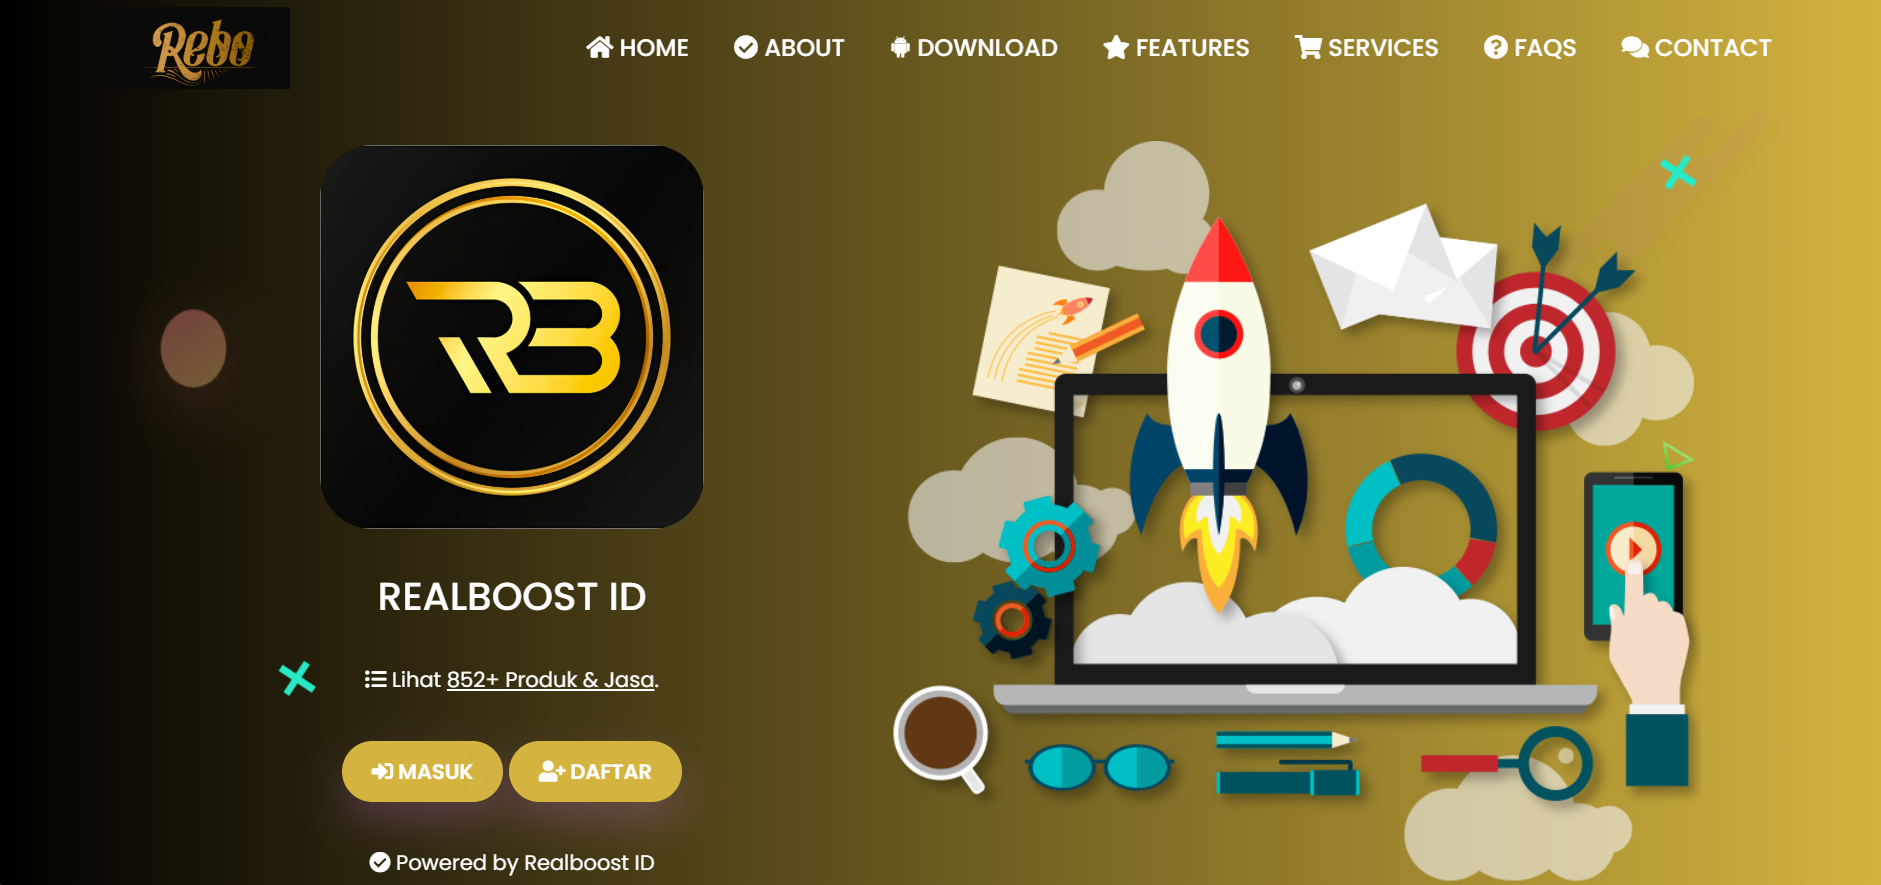 Rebo
HOME ABOUT DOWNLOAD FEATURES SERVICES FAQS CONTACT
RB
REALBOOST ID
Lihat 852+ Produk & Jasa.
MASUK DAFTAR
Powered by Realboost ID